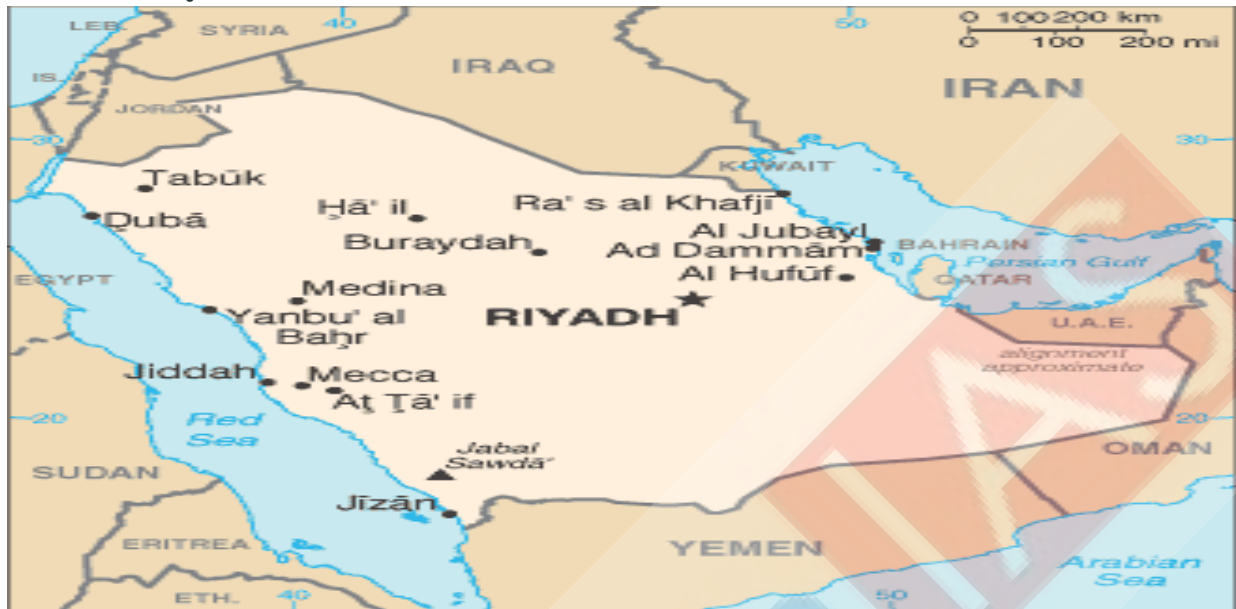 LEB.
SYRIA
40
50
0 100 200 km
0 100 200 mi
IRAQ
IRAN
IS.
JORDAN
30
30
KUWAIT
Tabūk
Ḑubā
Ḩā' il
Ra' s al Khafji
Buraydah
Al Jubayl
Ad Dammām
BAHRAIN
Persian Gulf
Al Hufūf
QATAR
EGYPT
Medina
RIYADH
Yanbu' al
Baḩr
U.A.E.
alignment
approximate
Jiddah
Mecca
Aţ Ţā' if
20
Red
Sea
20
Jabal
Sawdā'
OMAN
SUDAN
Jīzān
ERITREA
YEMEN
Arabian
Sea
ETH.
40
50
IAS